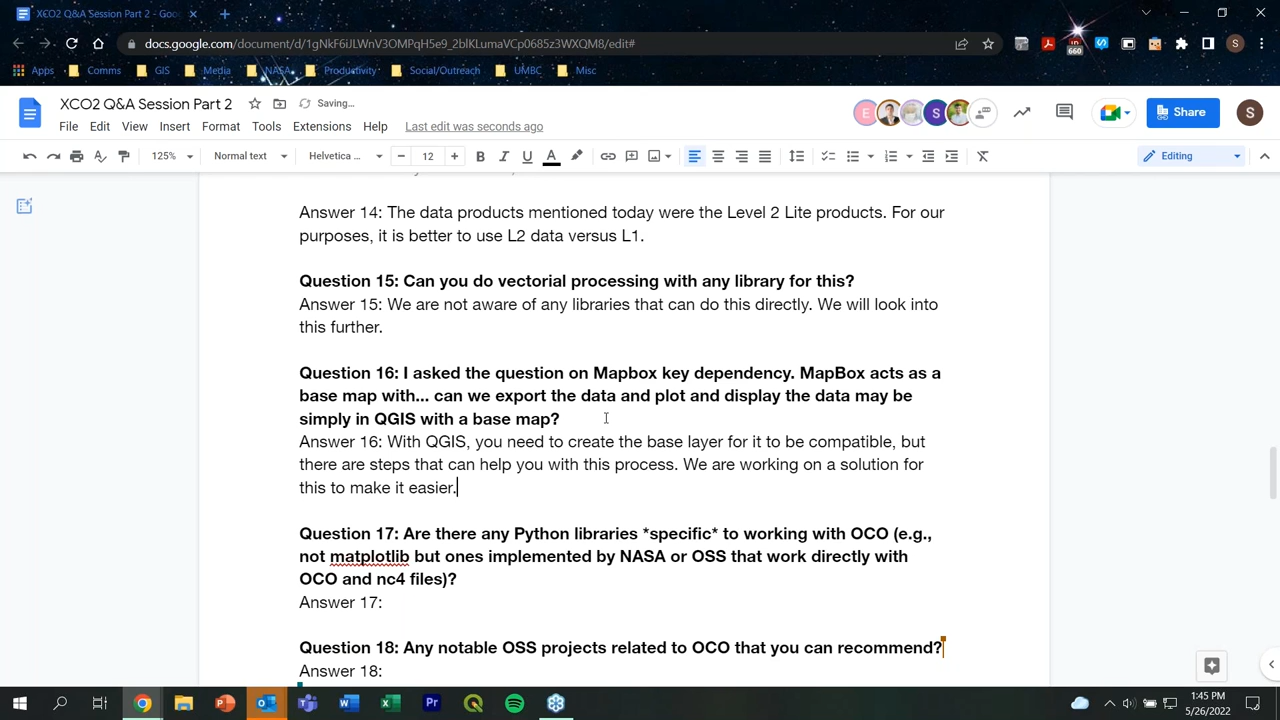 XCO2 Q&A Session Part 2 - Goo
docs.google.com/document/d/1gNkF6iJLWnV3OMPqH5e9_2blKLumaVCp0685z3WXQM8/edit#
660
S
Apps Comms GIS Media NASA Productivity Social/Outreach UMBC Misc
XCO2 Q&A Session Part 2 Saving…
E S Share S
File Edit View Insert Format Tools Extensions Help Last edit was seconds ago
125% Normal text Helvetica ... 12 B I U A Editing
Answer 14: The data products mentioned today were the Level 2 Lite products. For our
purposes, it is better to use L2 data versus L1.
Question 15: Can you do vectorial processing with any library for this?
Answer 15: We are not aware of any libraries that can do this directly. We will look into
this further.
Question 16: I asked the question on Mapbox key dependency. MapBox acts as a
base map with... can we export the data and plot and display the data may be
simply in QGIS with a base map?
Answer 16: With QGIS, you need to create the base layer for it to be compatible, but
there are steps that can help you with this process. We are working on a solution for
this to make it easier.
Question 17: Are there any Python libraries *specific* to working with OCO (e.g.,
not matplotlib but ones implemented by NASA or OSS that work directly with
OCO and nc4 files)?
Answer 17:
Question 18: Any notable OSS projects related to OCO that you can recommend?
Answer 18:
1:45 PM
5/26/2022